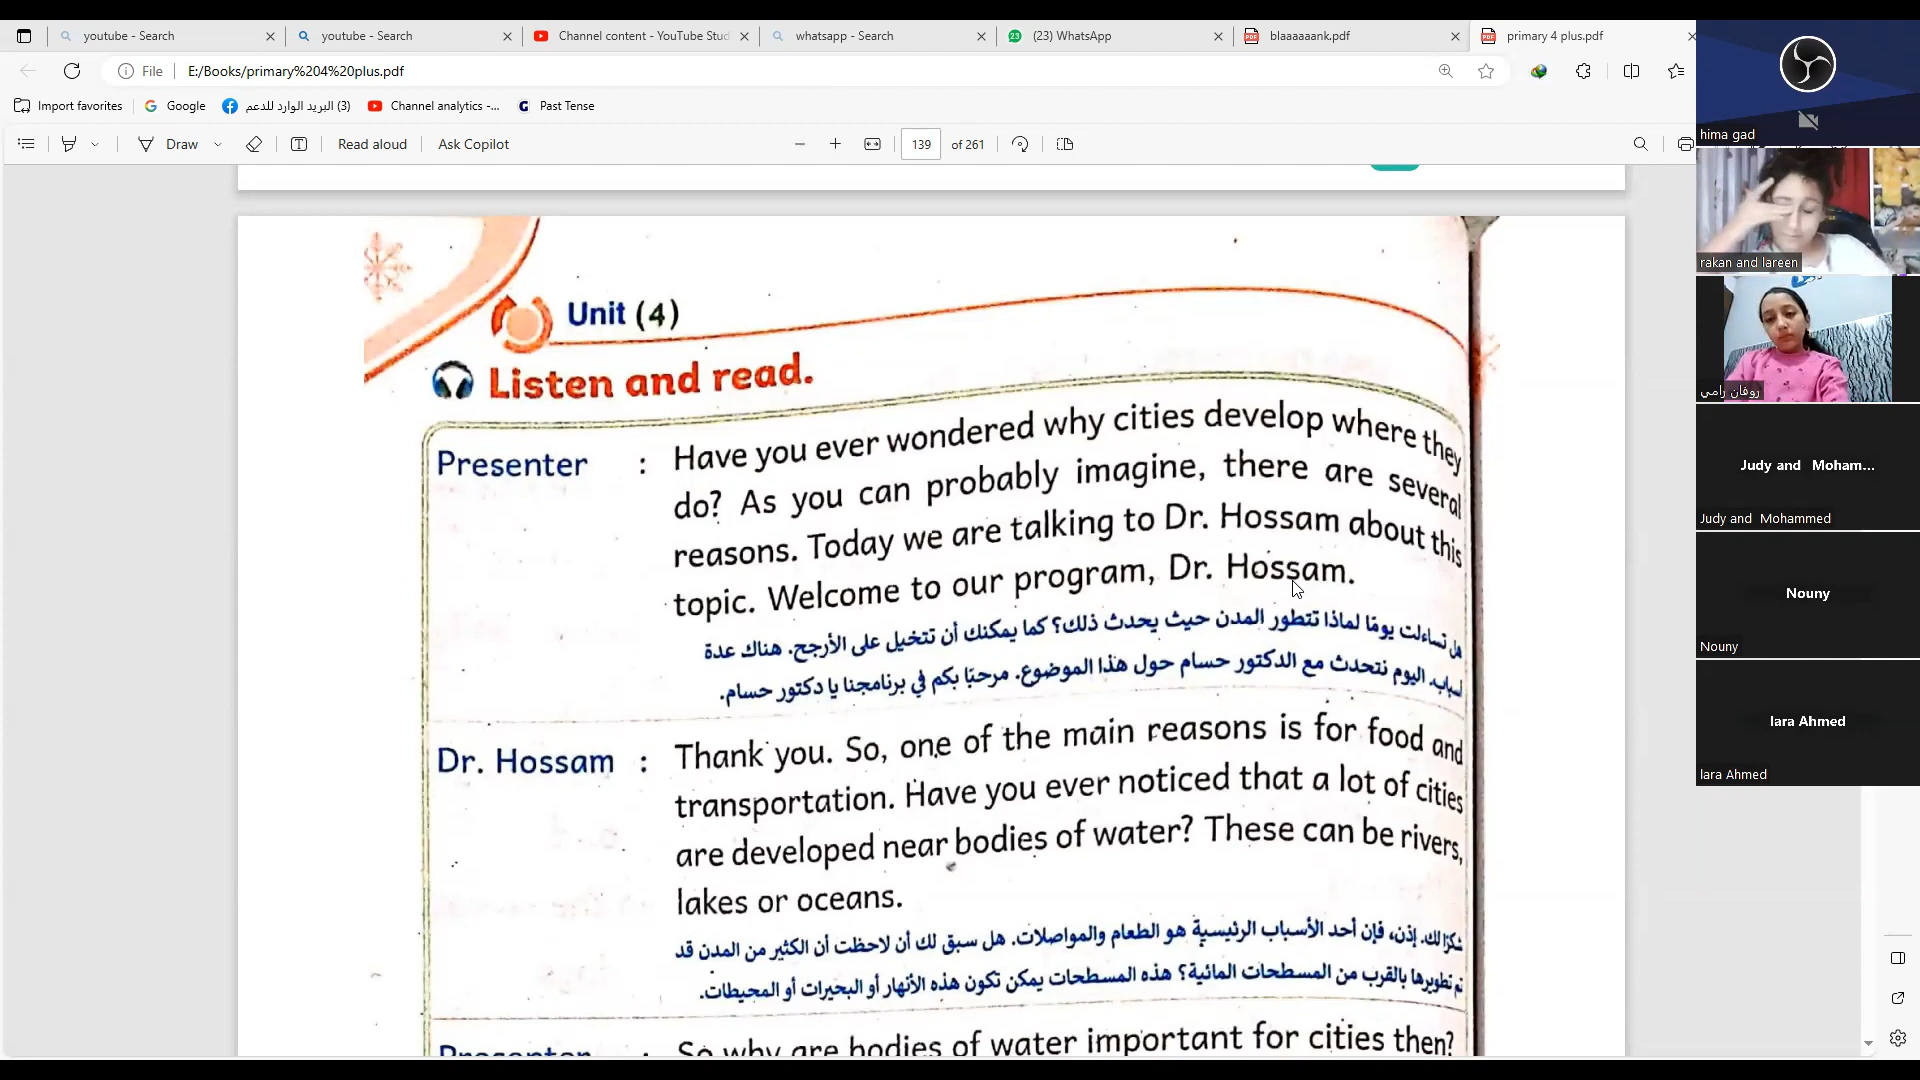 youtube - Search
youtube - Search
Channel content - YouTube Stud
whatsapp - Search
(23) WhatsApp
blaaaaaank.pdf
primary 4 plus.pdf
File
E:/Books/primary%204%20plus.pdf
Import favorites
Google
(3) البريد الوارد للدعم
Channel analytics -...
Past Tense
Draw
Read aloud
Ask Copilot
139
of 261
Unit (4)
Listen and read.
Presenter : Have you ever wondered why cities develop where they
do? As you can probably imagine, there are several
reasons. Today we are talking to Dr. Hossam about this
topic. Welcome to our program, Dr. Hossam.
هل تساءلت يومًا لماذا تتطور المدن حيث يحدث ذلك؟ كما يمكنك أن تتخيل على الأرجح. هناك عدة
اليوم نتحدث مع الدكتور حسام حول هذا الموضوع. مرحبًا بكم في برنامجنا يا دكتور حسام.
Dr. Hossam : Thank you. So, one of the main reasons is for food and
transportation. Have you ever noticed that a lot of cities
are developed near bodies of water? These can be rivers,
lakes or oceans.
شكرًا لك. إذن، فإن أحد الأسباب الرئيسية هو الطعام والمواصلات. هل سبق لك أن لاحظت أن الكثير من المدن قد
تم تطويرها بالقرب من المسطحات المائية؟ هذه المسطحات يمكن تكون هذه الأنهار أو البحيرات أو المحيطات.
Presenter : So why are bodies of water important for cities then?
hima gad
rakan and lareen
روفان رامي
Judy and Moham...
Judy and Mohammed
Nouny
Nouny
lara Ahmed
lara Ahmed